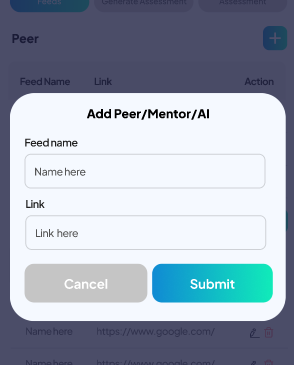 Feeds Generate Assessment Assessment
Peer
Feed Name Link Action
Add Peer/Mentor/AI
Feed name
Name here
Link
Link here
Cancel Submit
Name here https://www.google.com/
Name here https://www.google.com/